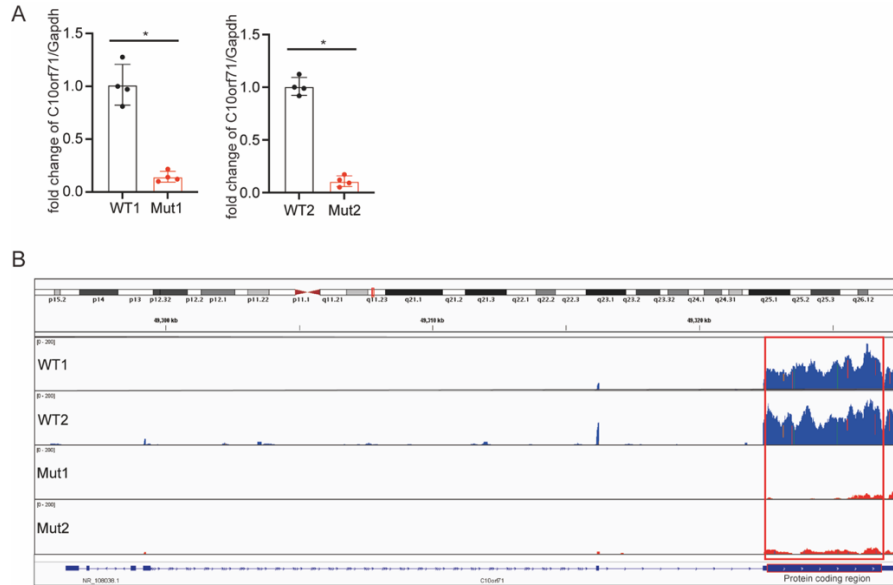 A
fold change of C10orf71/Gapdh
1.5
1.0
0.5
0.0
*
WT1 Mut1
fold change of C10orf71/Gapdh
1.5
1.0
0.5
0.0
*
WT2 Mut2
B
p15.2 p14 p13 p12.32 p12.2 p12.1 p11.22 p11.1 q11.21 q11.23 q21.1 q21.2 q21.3 q22.1 q22.2 q22.3 q23.1 q23.2 q23.32 q24.1 q24.31 q25.1 q25.2 q25.3 q26.12
49,300 kb 49,310 kb 49,320 kb
[0 - 200]
WT1
[0 - 200]
WT2
[0 - 200]
Mut1
[0 - 200]
Mut2
NR_108038.1 C10orf71 Protein coding region